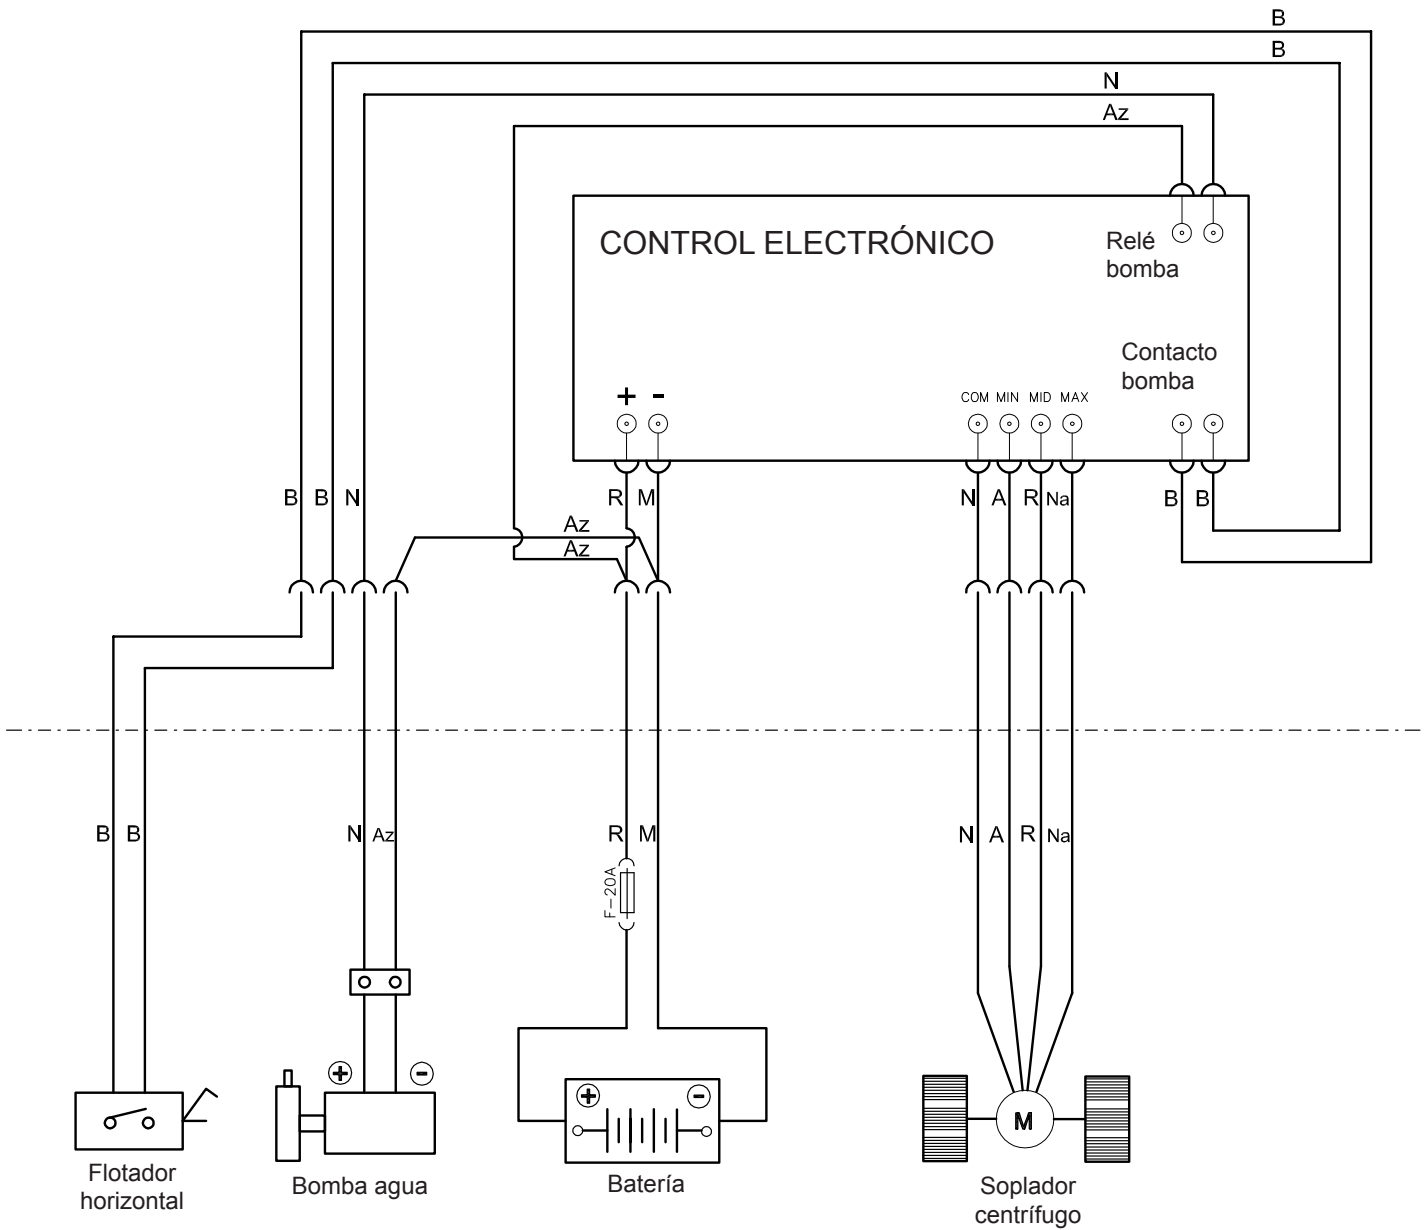 B
B
N
Az
CONTROL ELECTRÓNICO
Relé
bomba
Contacto
bomba
+ -
COM MIN MID MAX
B B N R M N A R Na B B
Az
Az
B B N Az R M N A R Na
F-20A
+ - + - M
Flotador
horizontal
Bomba agua
Batería
Soplador
centrífugo